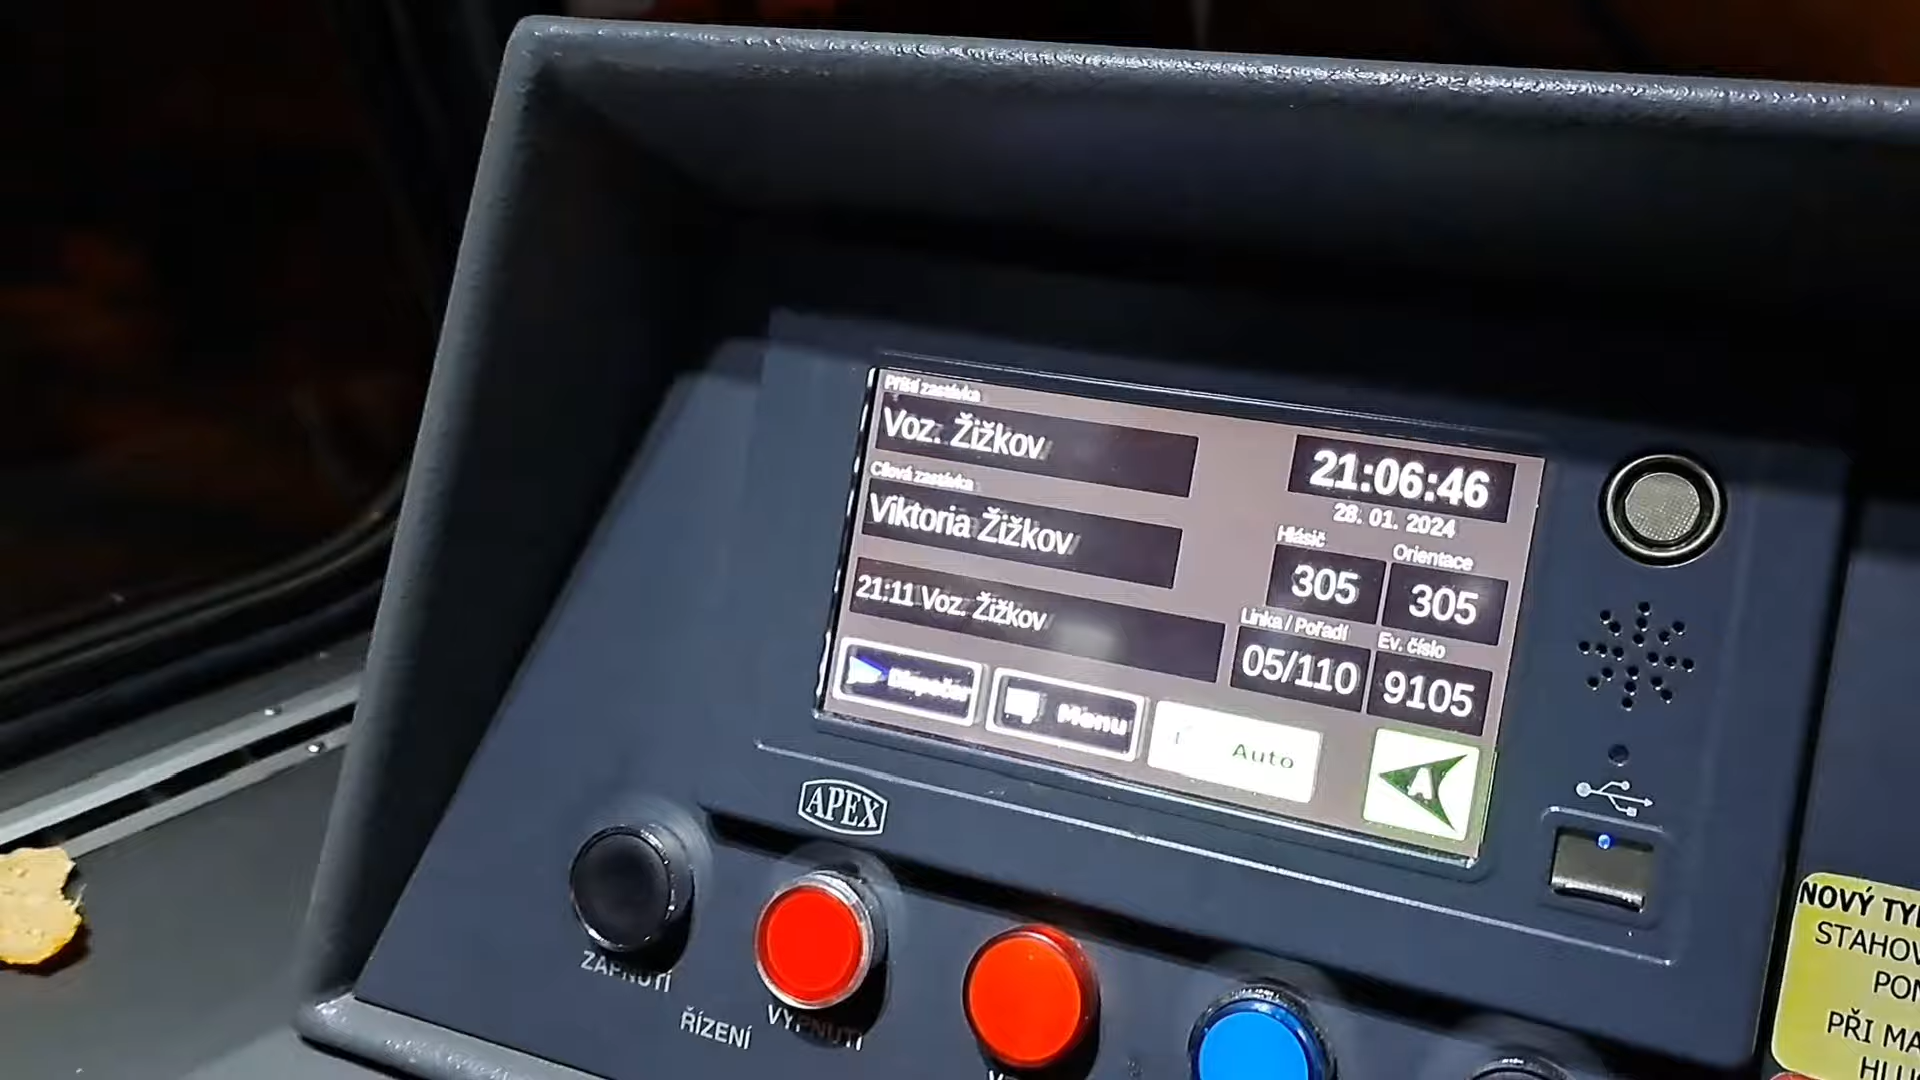 Příští zastávka
Voz. Žižkov
Cílová zastávka
Viktoria Žižkov
21:11 Voz. Žižkov
21:06:46
28. 01. 2024
Hlásič
Orientace
305
305
Linka / Pořadí
Ev. číslo
05/110
9105
Dispečer
Menu
Auto
A
APEX
ZAPNUTÍ
ŘÍZENÍ
VYPNUTÍ
NOVÝ TY
STAHOV
PO
PŘI MA
HLU